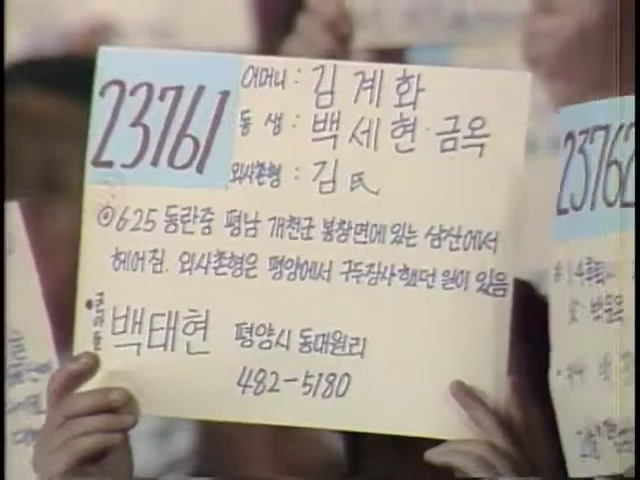 23761
어머니 : 김계화
동생 : 백세현·금옥
외사촌형 : 김氏
◎6.25 동란중 평남 개천군 봉창면에있는 삼산에서
헤어짐. 외사촌형은 평양에서 구두장사했던 일이있음
백태현 평양시 동대원리
482-5180
23762